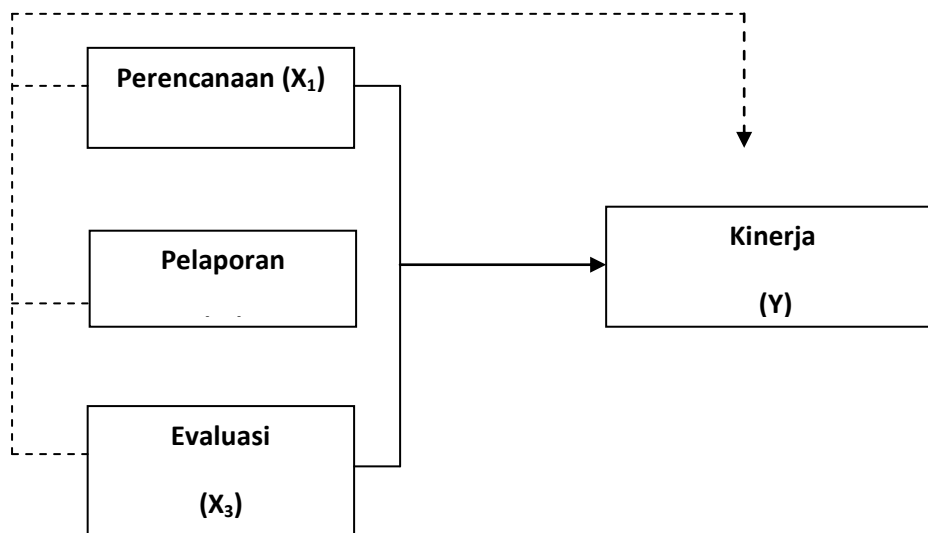 Perencanaan (X₁)
Pelaporan
Kinerja
(Y)
Evaluasi
(X₃)